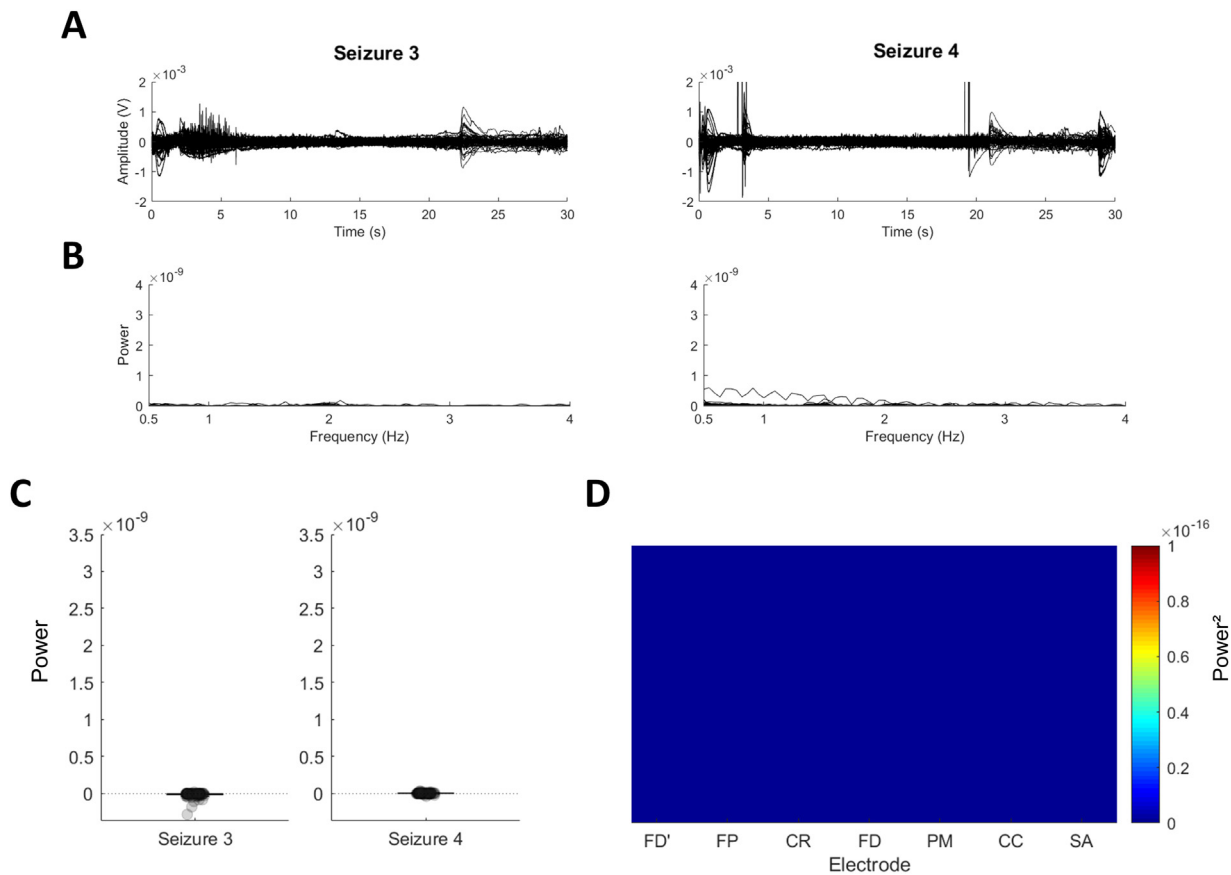 A
Seizure 3
Seizure 4
×10-3
×10-3
Amplitude (V)
2
1
0
-1
-2
0 5 10 15 20 25 30
Time (s)
2
1
0
-1
-2
0 5 10 15 20 25 30
Time (s)
B
×10-9
×10-9
Power
4
3
2
1
0
0.5 1 2 3 4
Frequency (Hz)
4
3
2
1
0
0.5 1 2 3 4
Frequency (Hz)
C
×10-9
×10-9
Power
3.5
3
2.5
2
1.5
1
0.5
0
Seizure 3
3.5
3
2.5
2
1.5
1
0.5
0
Seizure 4
D
×10-16
1
0.8
0.6
0.4
0.2
0
Power²
FD' FP CR FD PM CC SA
Electrode